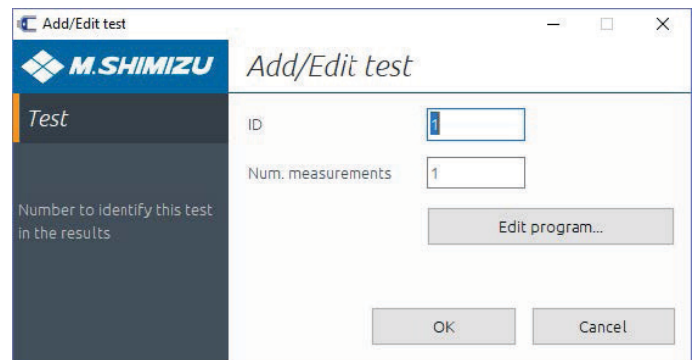 Add/Edit test
M.SHIMIZU
Add/Edit test
Test
Number to identify this test
in the results
ID
1
Num. measurements
1
Edit program...
OK
Cancel